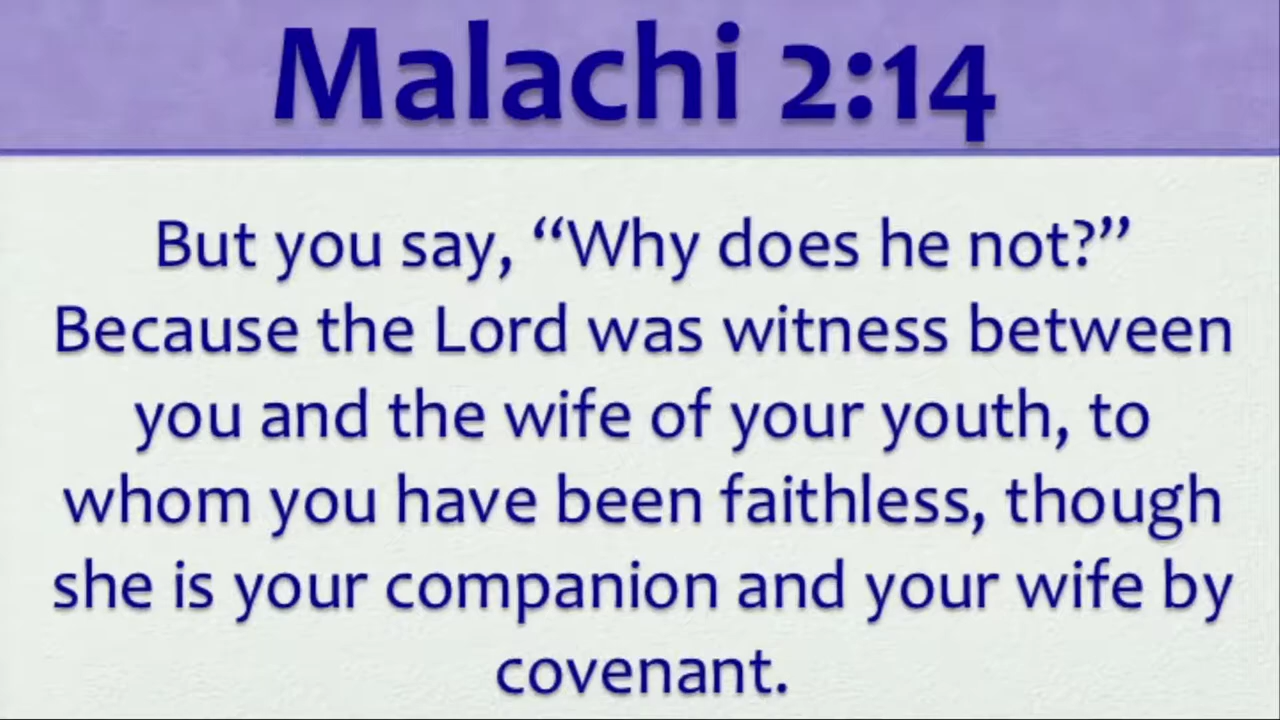 Malachi 2:14
But you say, “Why does he not?”
Because the Lord was witness between
you and the wife of your youth, to
whom you have been faithless, though
she is your companion and your wife by
covenant.